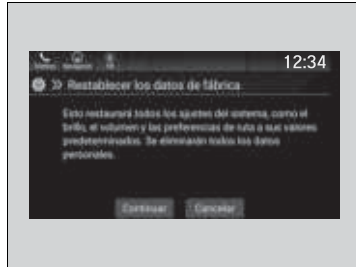 12:34
Restablecer los datos de fábrica
Esto restaurará todos los ajustes del sistema, como el
brillo, el volumen y las preferencias de ruta a sus valores
predeterminados. Se eliminarán todos los datos
personales.
Continuar Cancelar